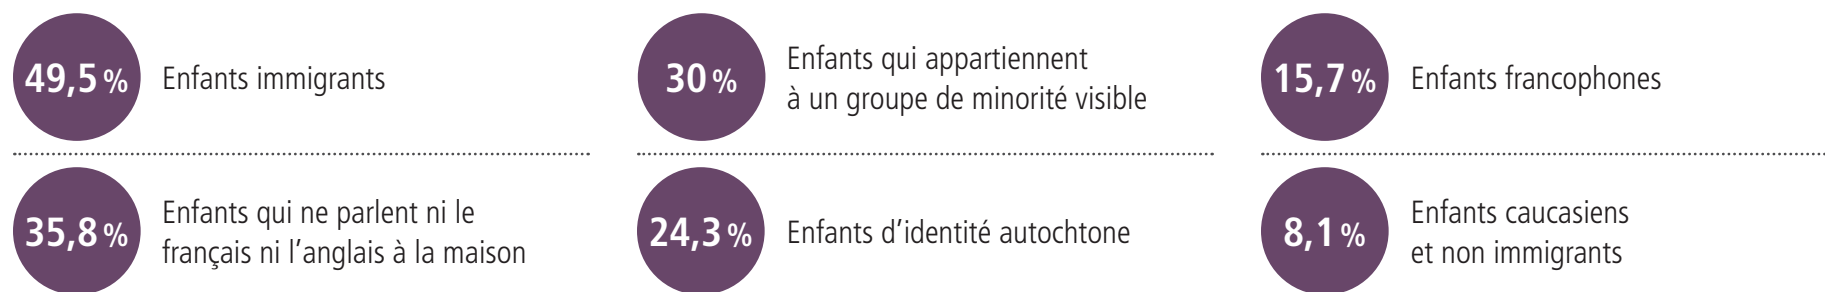 49,5 %
Enfants immigrants
35,8 %
Enfants qui ne parlent ni le
français ni l’anglais à la maison
30 %
Enfants qui appartiennent
à un groupe de minorité visible
24,3 %
Enfants d’identité autochtone
15,7 %
Enfants francophones
8,1 %
Enfants caucasiens
et non immigrants